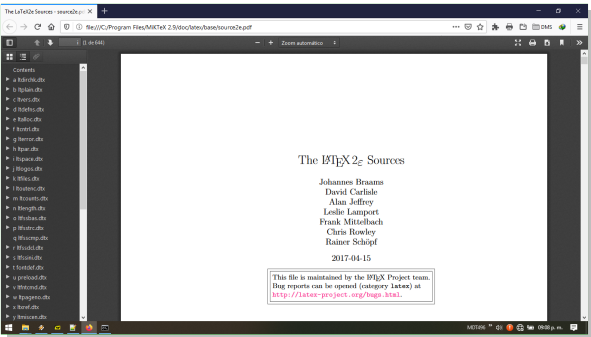 The LaTeX2e Sources - source2e.pd
file:///C:/Program Files/MiKTeX 2.9/doc/latex/base/source2e.pdf
DMS
1 (1 de 644)
Zoom automático
Contents
a ltdirchk.dtx
b ltplain.dtx
c ltvers.dtx
d ltdefns.dtx
e ltalloc.dtx
f ltcntrl.dtx
g lterror.dtx
h ltpar.dtx
i ltspace.dtx
j ltlogos.dtx
k ltfiles.dtx
l ltoutenc.dtx
m ltcounts.dtx
n ltlength.dtx
o ltfssbas.dtx
p ltfsstrc.dtx
q ltfsscmp.dtx
r ltfssdcl.dtx
s ltfssini.dtx
t fontdef.dtx
u preload.dtx
v ltfntcmd.dtx
w ltpageno.dtx
x ltxref.dtx
y ltmiscen.dtx
The LATEX 2ε Sources
Johannes Braams
David Carlisle
Alan Jeffrey
Leslie Lamport
Frank Mittelbach
Chris Rowley
Rainer Schöpf
2017-04-15
This file is maintained by the LATEX Project team.
Bug reports can be opened (category latex) at
http://latex-project.org/bugs.html.
09:08 p. m.